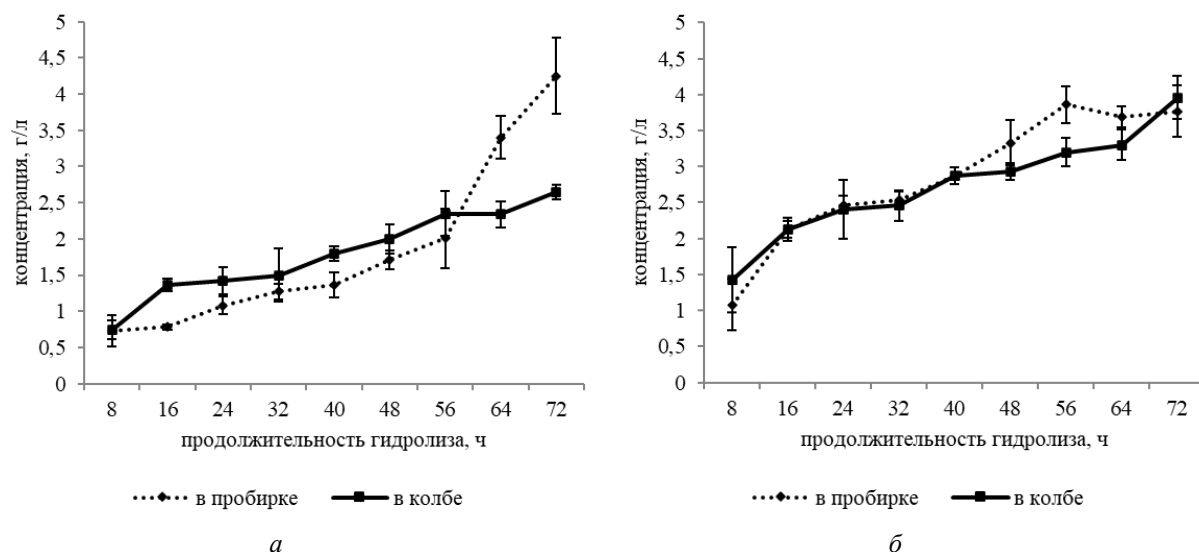 концентрация, г/л
5
4,5
4
3,5
3
2,5
2
1,5
1
0,5
0
8 16 24 32 40 48 56 64 72
продолжительность гидролиза, ч
в пробирке в колбе
а
концентрация, г/л
5
4,5
4
3,5
3
2,5
2
1,5
1
0,5
0
8 16 24 32 40 48 56 64 72
продолжительность гидролиза, ч
в пробирке в колбе
б